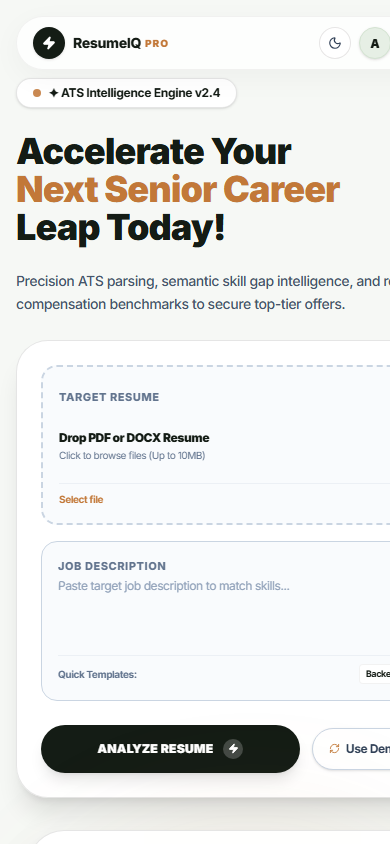 ResumeIQ PRO
A
✦ ATS Intelligence Engine v2.4
Accelerate Your
Next Senior Career
Leap Today!
Precision ATS parsing, semantic skill gap intelligence, and
compensation benchmarks to secure top-tier offers.
TARGET RESUME
Drop PDF or DOCX Resume
Click to browse files (Up to 10MB)
Select file
JOB DESCRIPTION
Paste target job description to match skills...
Quick Templates:
ANALYZE RESUME
Use